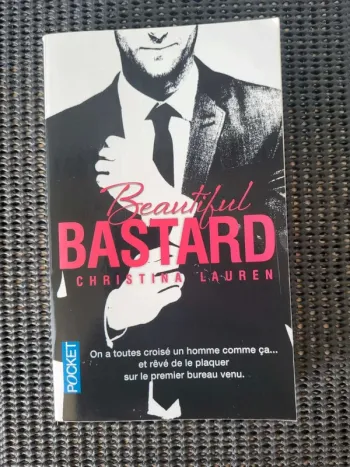 Beautiful
BASTARD
CHRISTINA LAUREN
On a toutes croisé un homme comme ça...
et rêvé de le plaquer
sur le premier bureau venu.
POCKET